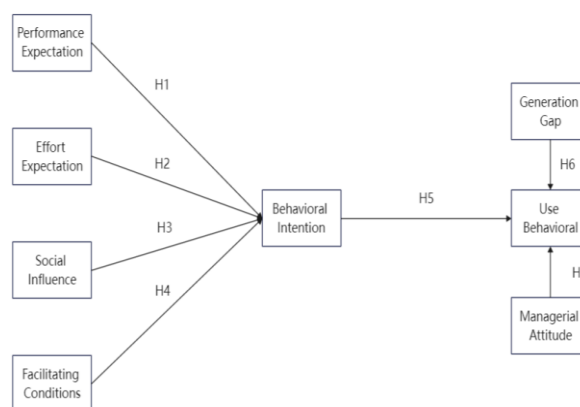 Performance
Expectation
H1
Generation
Gap
Effort
Expectation
H2
H6
Behavioral
Intention
H5
Use
Behavioral
H3
Social
Influence
H
H4
Managerial
Attitude
Facilitating
Conditions